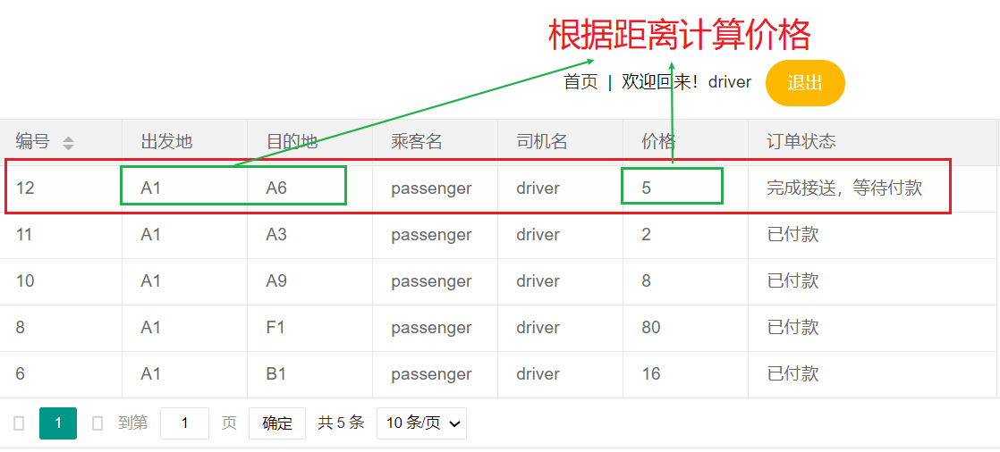 根据距离计算价格
首页 | 欢迎回来！driver 退出
编号 出发地 目的地 乘客名 司机名 价格 订单状态
12 A1 A6 passenger driver 5 完成接送，等待付款
11 A1 A3 passenger driver 2 已付款
10 A1 A9 passenger driver 8 已付款
8 A1 F1 passenger driver 80 已付款
6 A1 B1 passenger driver 16 已付款
1 到第 1 页 确定 共 5 条 10 条/页